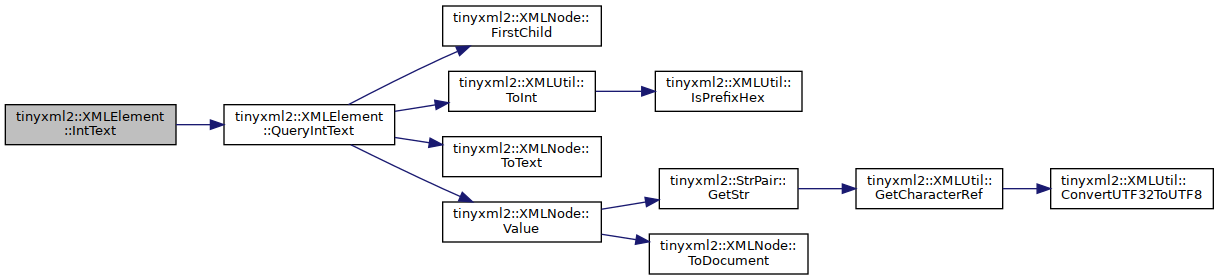 tinyxml2::XMLElement
::IntText
tinyxml2::XMLElement
::QueryIntText
tinyxml2::XMLNode::
FirstChild
tinyxml2::XMLUtil::
ToInt
tinyxml2::XMLUtil::
IsPrefixHex
tinyxml2::XMLNode::
ToText
tinyxml2::XMLNode::
Value
tinyxml2::StrPair::
GetStr
tinyxml2::XMLUtil::
GetCharacterRef
tinyxml2::XMLUtil::
ConvertUTF32ToUTF8
tinyxml2::XMLNode::
ToDocument